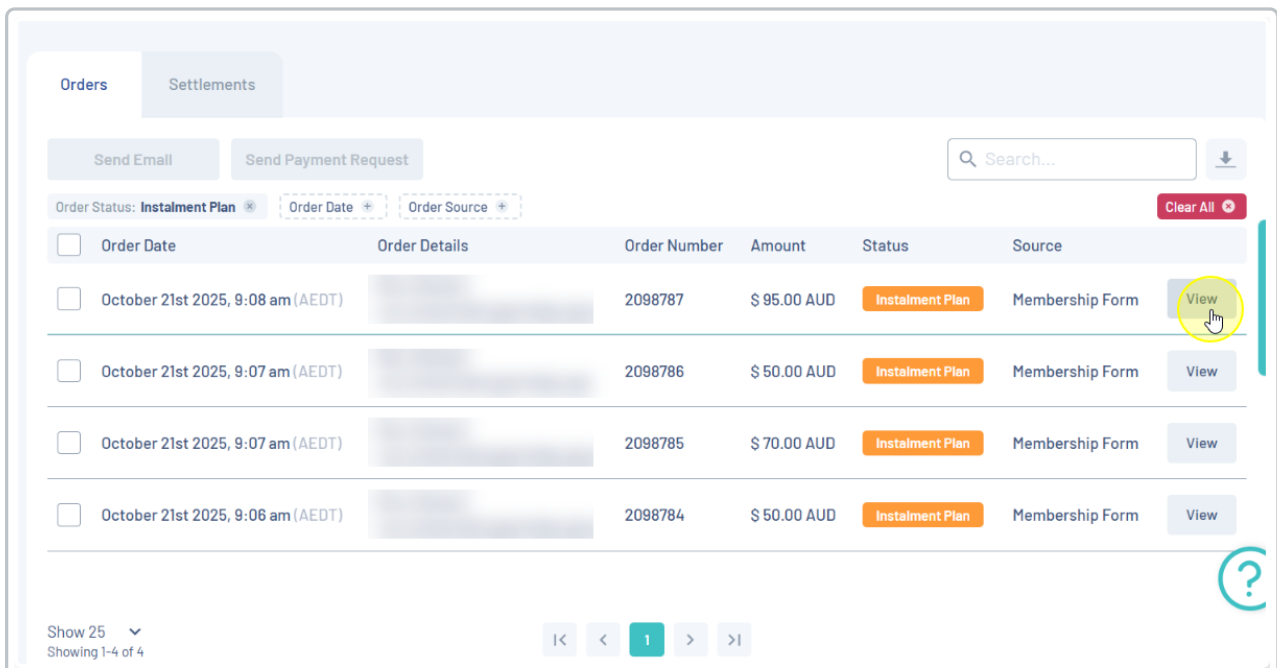 Orders Settlements
Send Email Send Payment Request Search...
Order Status: Instalment Plan Order Date + Order Source + Clear All
Order Date Order Details Order Number Amount Status Source
October 21st 2025, 9:08 am (AEDT) 2098787 $ 95.00 AUD Instalment Plan Membership Form View
October 21st 2025, 9:07 am (AEDT) 2098786 $ 50.00 AUD Instalment Plan Membership Form View
October 21st 2025, 9:07 am (AEDT) 2098785 $ 70.00 AUD Instalment Plan Membership Form View
October 21st 2025, 9:06 am (AEDT) 2098784 $ 50.00 AUD Instalment Plan Membership Form View
?
Show 25 1
Showing 1-4 of 4